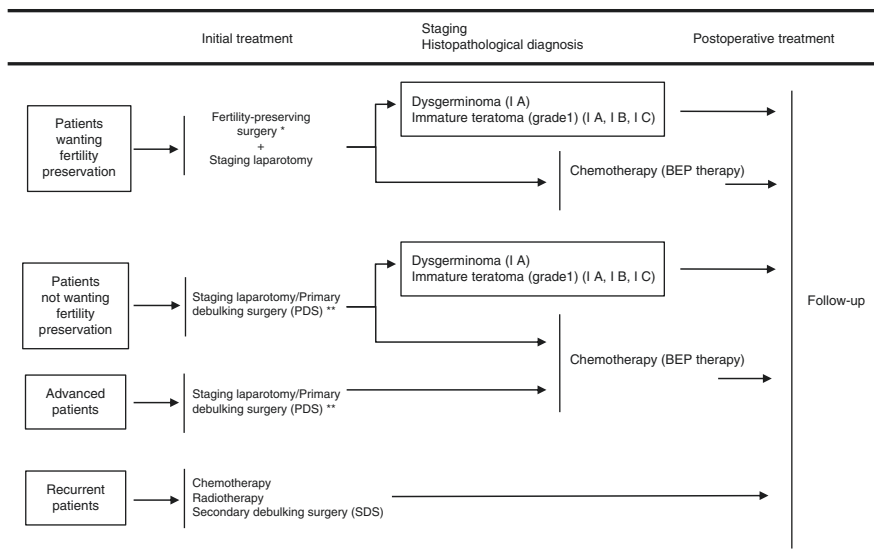 Initial treatment
Staging
Histopathological diagnosis
Postoperative treatment
Patients
wanting
fertility
preservation
Fertility-preserving
surgery *
+
Staging laparotomy
Dysgerminoma (I A)
Immature teratoma (grade1) (I A, I B, I C)
Chemotherapy (BEP therapy)
Patients
not wanting
fertility
preservation
Staging laparotomy/Primary
debulking surgery (PDS) **
Dysgerminoma (I A)
Immature teratoma (grade1) (I A, I B, I C)
Chemotherapy (BEP therapy)
Follow-up
Advanced
patients
Staging laparotomy/Primary
debulking surgery (PDS) **
Recurrent
patients
Chemotherapy
Radiotherapy
Secondary debulking surgery (SDS)